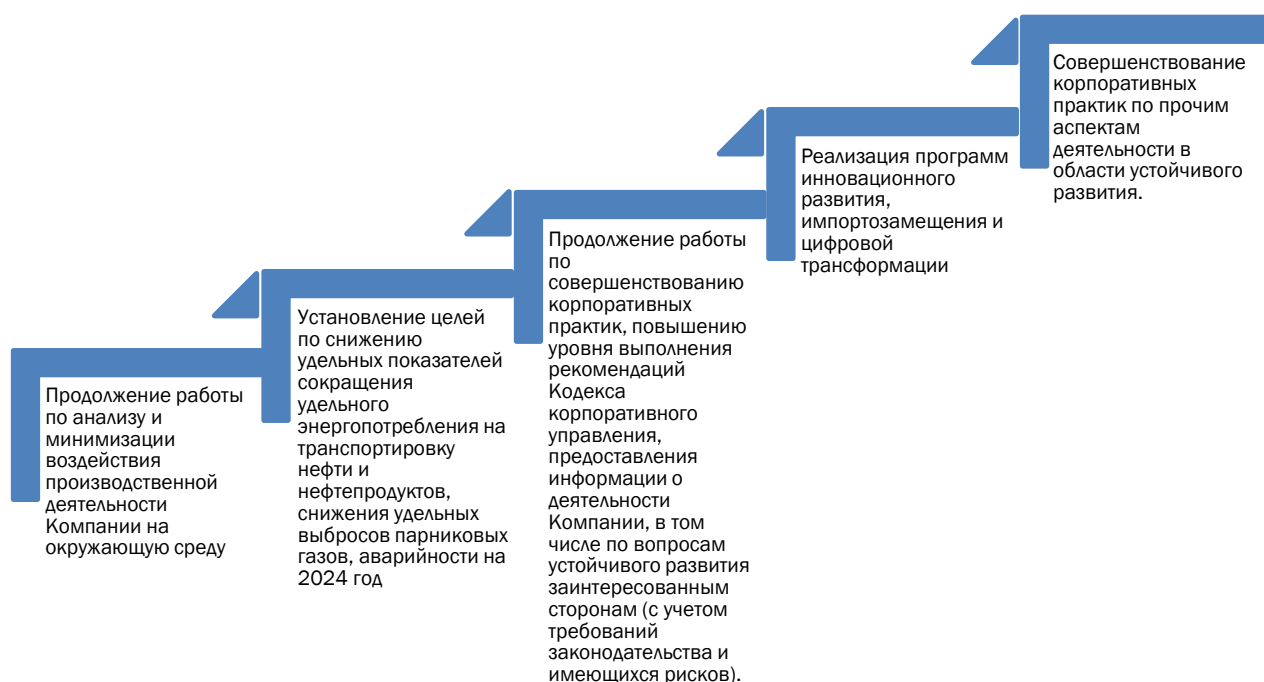 Продолжение работы
по анализу и
минимизации
воздействия
производственной
деятельности
Компании на
окружающую среду
Установление целей
по снижению
удельных показателей
сокращения
удельного
энергопотребления на
транспортировку
нефти и
нефтепродуктов,
снижения удельных
выбросов парниковых
газов, аварийности на
2024 год
Продолжение работы
по
совершенствованию
корпоративных
практик, повышению
уровня выполнения
рекомендаций
Кодекса
корпоративного
управления,
предоставления
информации о
деятельности
Компании, в том
числе по вопросам
устойчивого развития
заинтересованным
сторонам (с учетом
требований
законодательства и
имеющихся рисков).
Реализация программ
инновационного
развития,
импортозамещения и
цифровой
трансформации
Совершенствование
корпоративных
практик по прочим
аспектам
деятельности в
области устойчивого
развития.